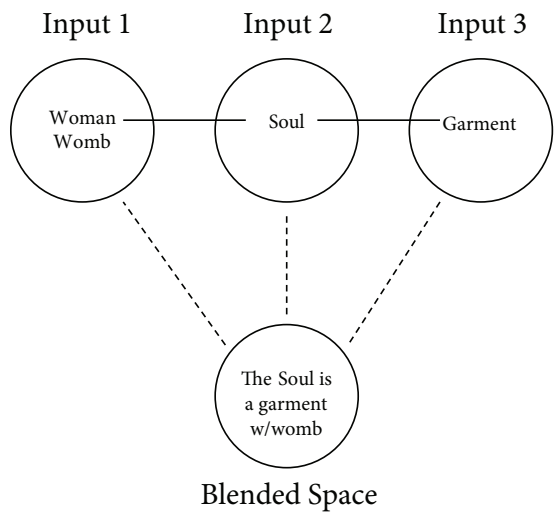 Input 1
Input 2
Input 3
Woman
Womb
Soul
Garment
The Soul is
a garment
w/womb
Blended Space